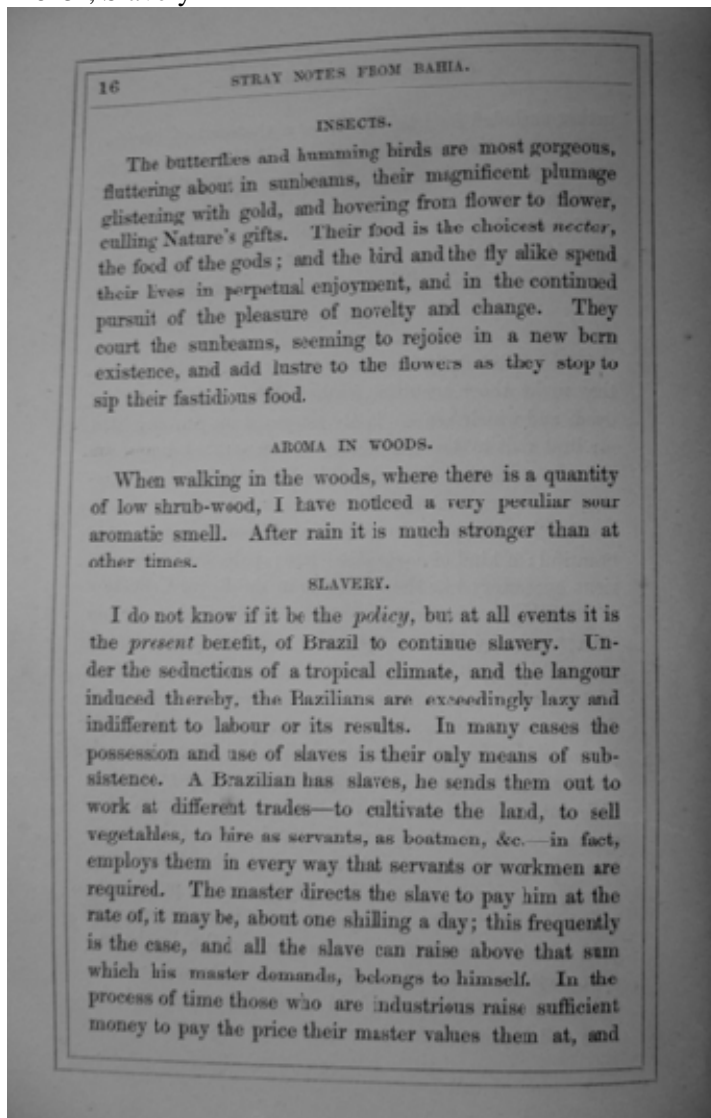 16
STRAY NOTES FROM BAHIA.
INSECTS.
The butterflies and humming birds are most gorgeous,
fluttering about in sunbeams, their magnificent plumage
glistening with gold, and hovering from flower to flower,
culling Nature's gifts. Their food is the choicest nectar,
the food of the gods; and the bird and the fly alike spend
their lives in perpetual enjoyment, and in the continued
pursuit of the pleasure of novelty and change. They
court the sunbeams, seeming to rejoice in a new born
existence, and add lustre to the flowers as they stop to
sip their fastidious food.
AROMA IN WOODS.
When walking in the woods, where there is a quantity
of low shrub-wood, I have noticed a very peculiar sour
aromatic smell. After rain it is much stronger than at
other times.
SLAVERY.
I do not know if it be the policy, but at all events it is
the present benefit, of Brazil to continue slavery. Un-
der the seductions of a tropical climate, and the langour
induced thereby, the Bazilians are exceedingly lazy and
indifferent to labour or its results. In many cases the
possession and use of slaves is their only means of sub-
sistence. A Brazilian has slaves, he sends them out to
work at different trades—to cultivate the land, to sell
vegetables, to hire as servants, as boatmen, &c.—in fact,
employs them in every way that servants or workmen are
required. The master directs the slave to pay him at the
rate of, it may be, about one shilling a day; this frequently
is the case, and all the slave can raise above that sum
which his master demands, belongs to himself. In the
process of time those who are industrious raise sufficient
money to pay the price their master values them at, and